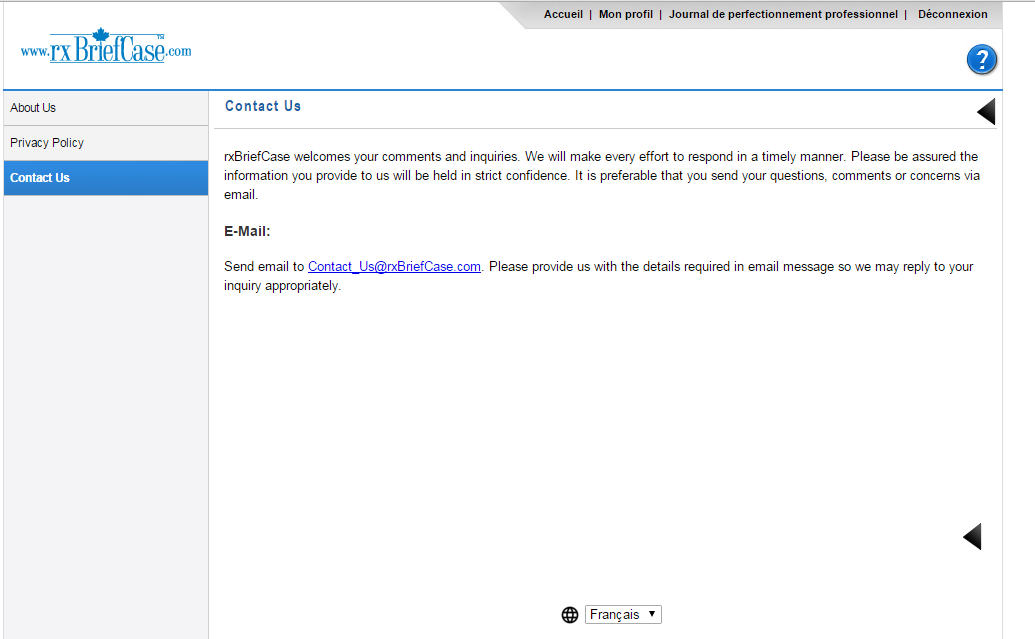 Accueil | Mon profil | Journal de perfectionnement professionnel | Déconnexion
www.rxBriefCase.com TM
?
About Us
Privacy Policy
Contact Us
Contact Us
rxBriefCase welcomes your comments and inquiries. We will make every effort to respond in a timely manner. Please be assured the
information you provide to us will be held in strict confidence. It is preferable that you send your questions, comments or concerns via
email.
E-Mail:
Send email to Contact_Us@rxBriefCase.com. Please provide us with the details required in email message so we may reply to your
inquiry appropriately.
Français